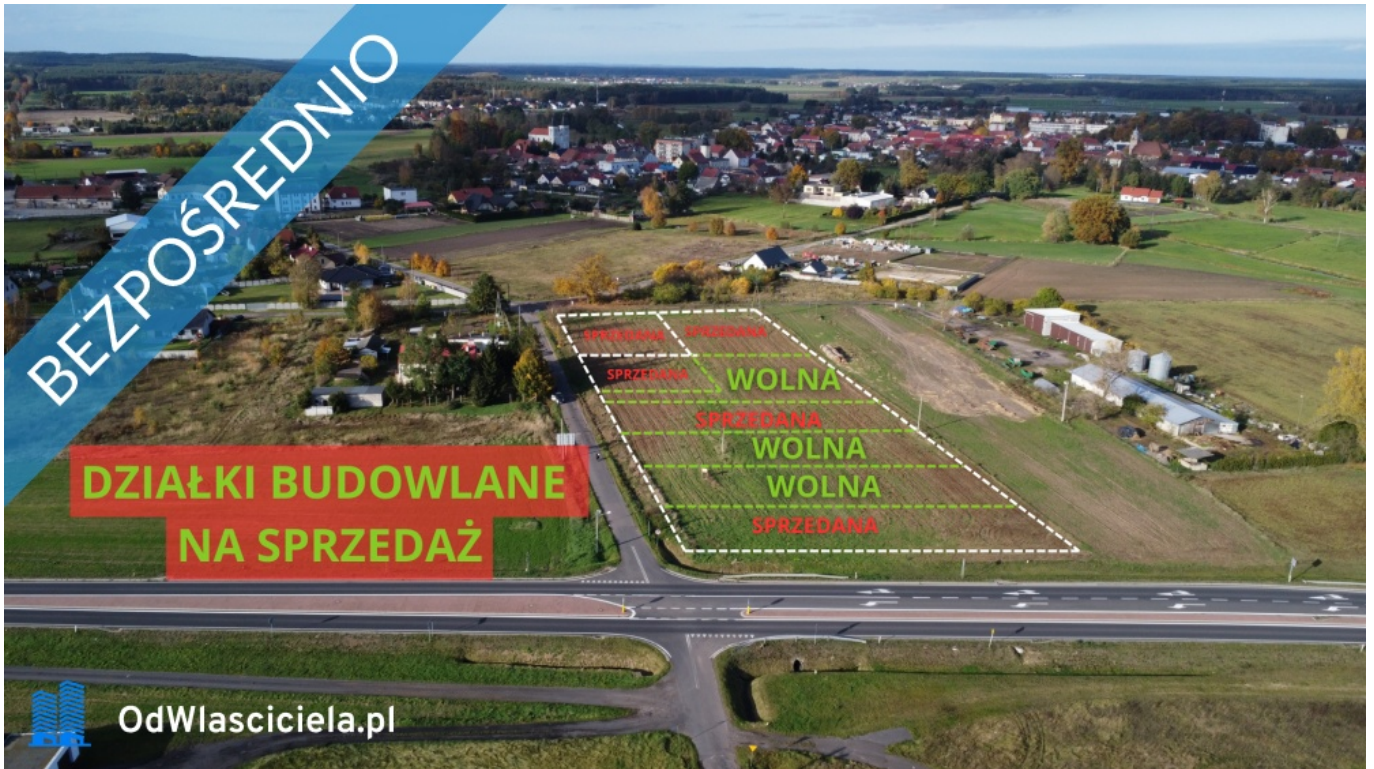 BEZPOŚREDNIO
SPRZEDANA SPRZEDANA
SPRZEDANA WOLNA
SPRZEDANA
WOLNA
WOLNA
SPRZEDANA
DZIAŁKI BUDOWLANE
NA SPRZEDAŻ
OdWlasciciela.pl